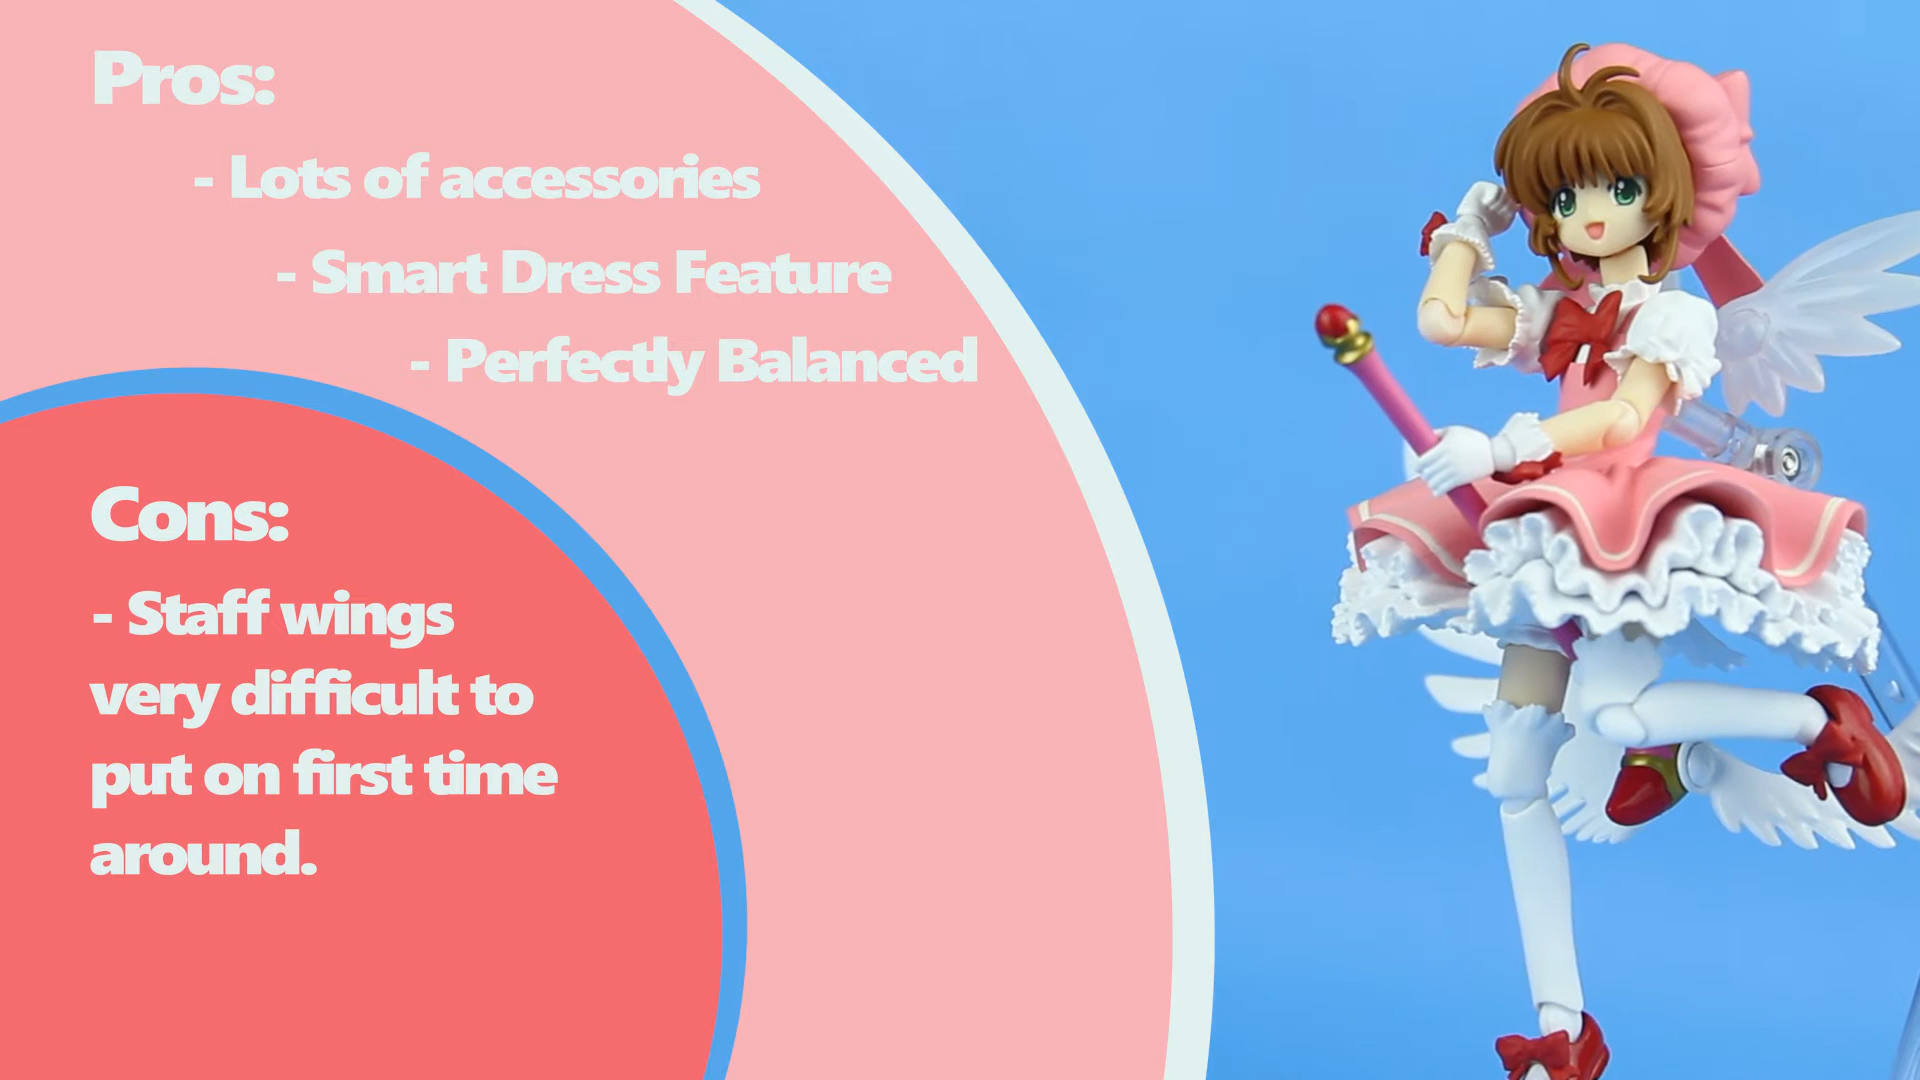 Pros:
- Lots of accessories
- Smart Dress Feature
- Perfectly Balanced
Cons:
- Staff wings
very difficult to
put on first time
around.